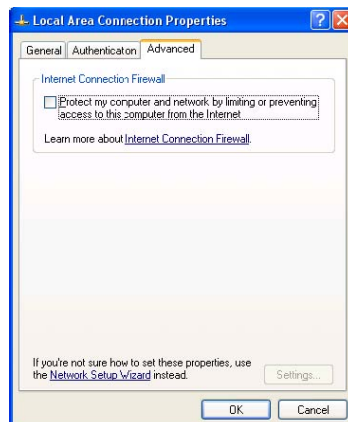 Local Area Connection Properties
General Authenticaton Advanced
Internet Connection Firewall
Protect my computer and network by limiting or preventing
access to this computer from the Internet
Learn more about Internet Connection Firewall.
If you're not sure how to set these properties, use
the Network Setup Wizard instead.
Settings...
OK Cancel